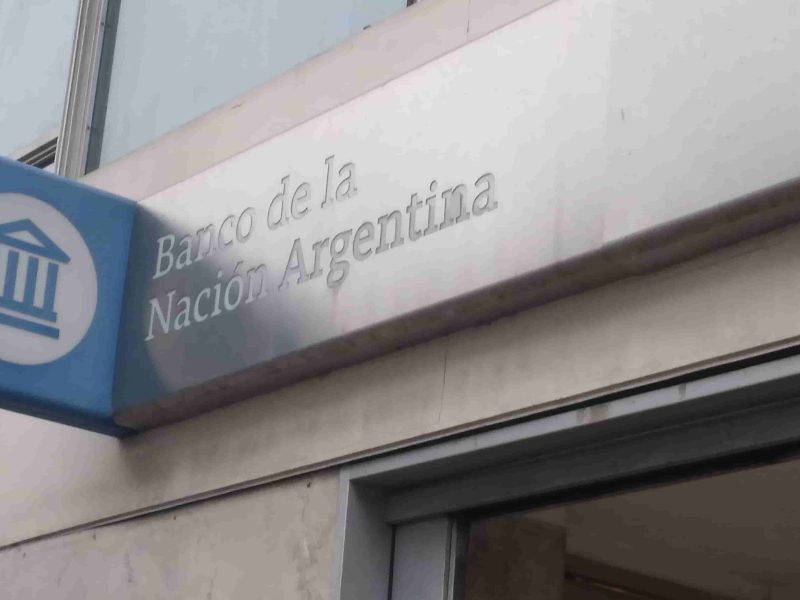 Banco de la
Nación Argentina